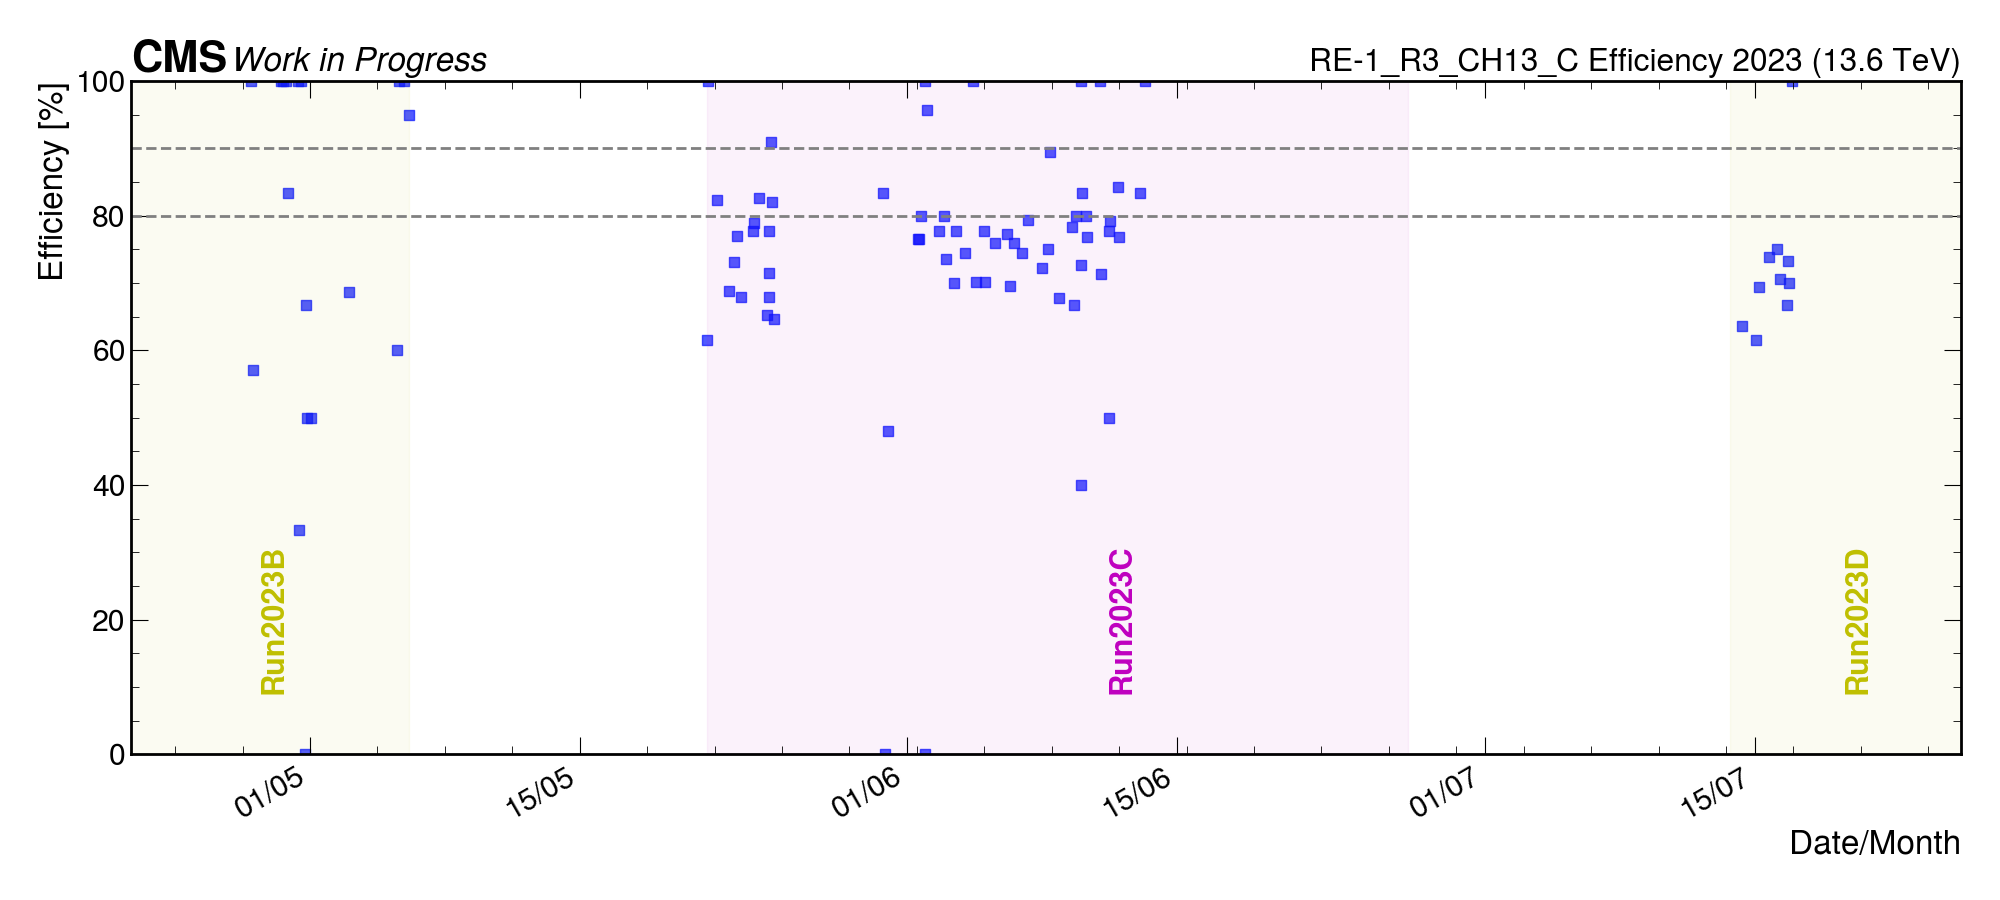 CMS Work in Progress
RE-1_R3_CH13_C Efficiency 2023 (13.6 TeV)
Efficiency [%]
100
80
60
40
20
0
Run2023B
Run2023C
Run2023D
01/05
15/05
01/06
15/06
01/07
15/07
Date/Month